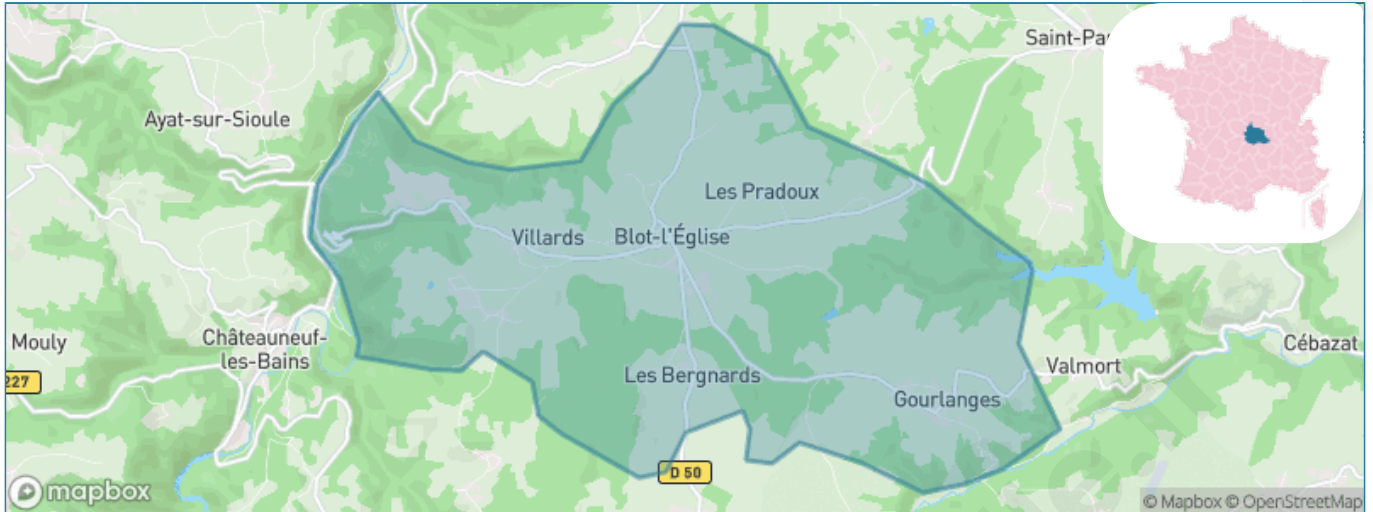 Saint-Pa
Ayat-sur-Sioule
Les Pradoux
Villards
Blot-l'Église
Châteauneuf-
les-Bains
Mouly
Cébazat
Valmort
Les Bergnards
227
Gourlanges
D 50
mapbox
© Mapbox © OpenStreetMap